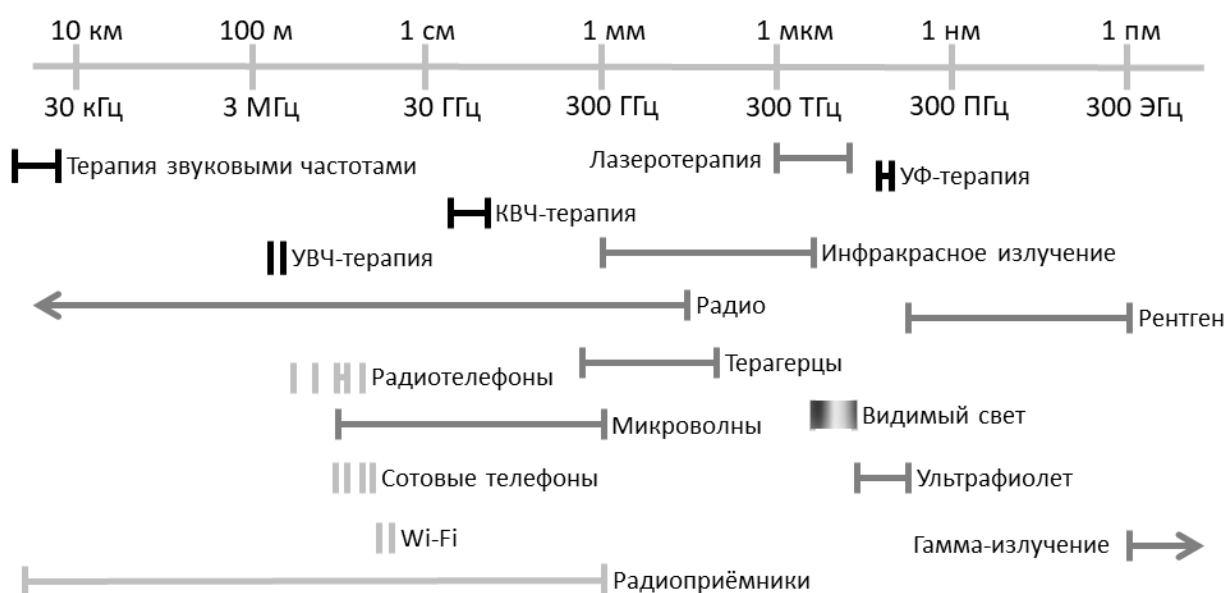 10 км 100 м 1 см 1 мм 1 мкм 1 нм 1 пм
30 кГц 3 МГц 30 ГГц 300 ГГц 300 ТГц 300 ПГц 300 ЭГц
Лазеротерапия
Терапия звуковыми частотами
УФ-терапия
КВЧ-терапия
УВЧ-терапия
Инфракрасное излучение
Радио
Рентген
Терагерцы
Радиотелефоны
Видимый свет
Микроволны
Сотовые телефоны
Ультрафиолет
Wi-Fi
Гамма-излучение
Радиоприёмники